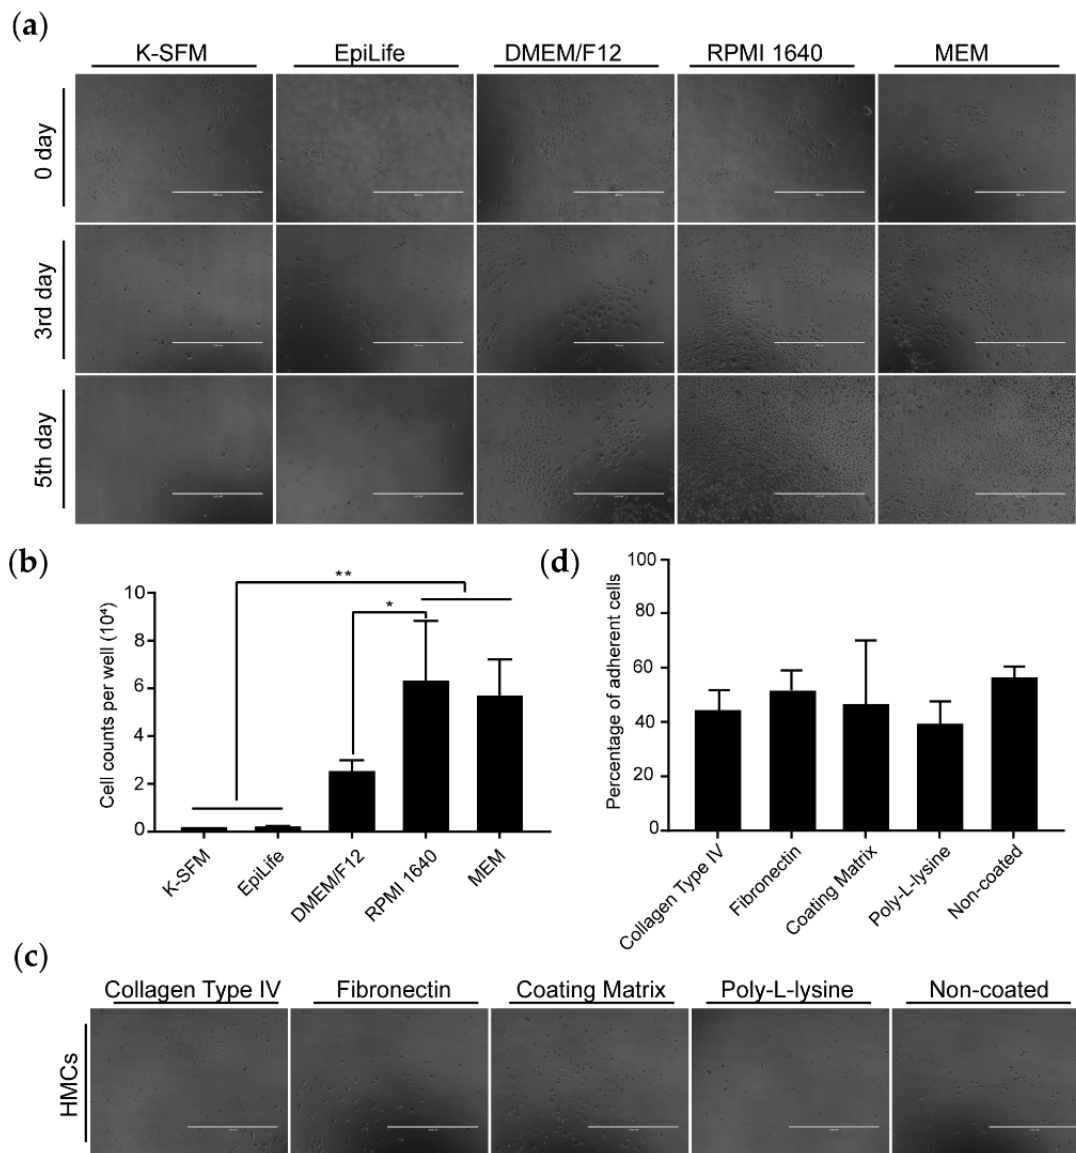 (a)
K-SFM EpiLife DMEM/F12 RPMI 1640 MEM
0 day
3rd day
5th day
(b)
Cell counts per well (10⁴)
10
8
6
4
2
0
**
*
K-SFM EpiLife DMEM/F12 RPMI 1640 MEM
(d)
Percentage of adherent cells
100
80
60
40
20
0
Collagen Type IV Fibronectin Coating Matrix Poly-L-lysine Non-coated
(c)
Collagen Type IV Fibronectin Coating Matrix Poly-L-lysine Non-coated
HMCs